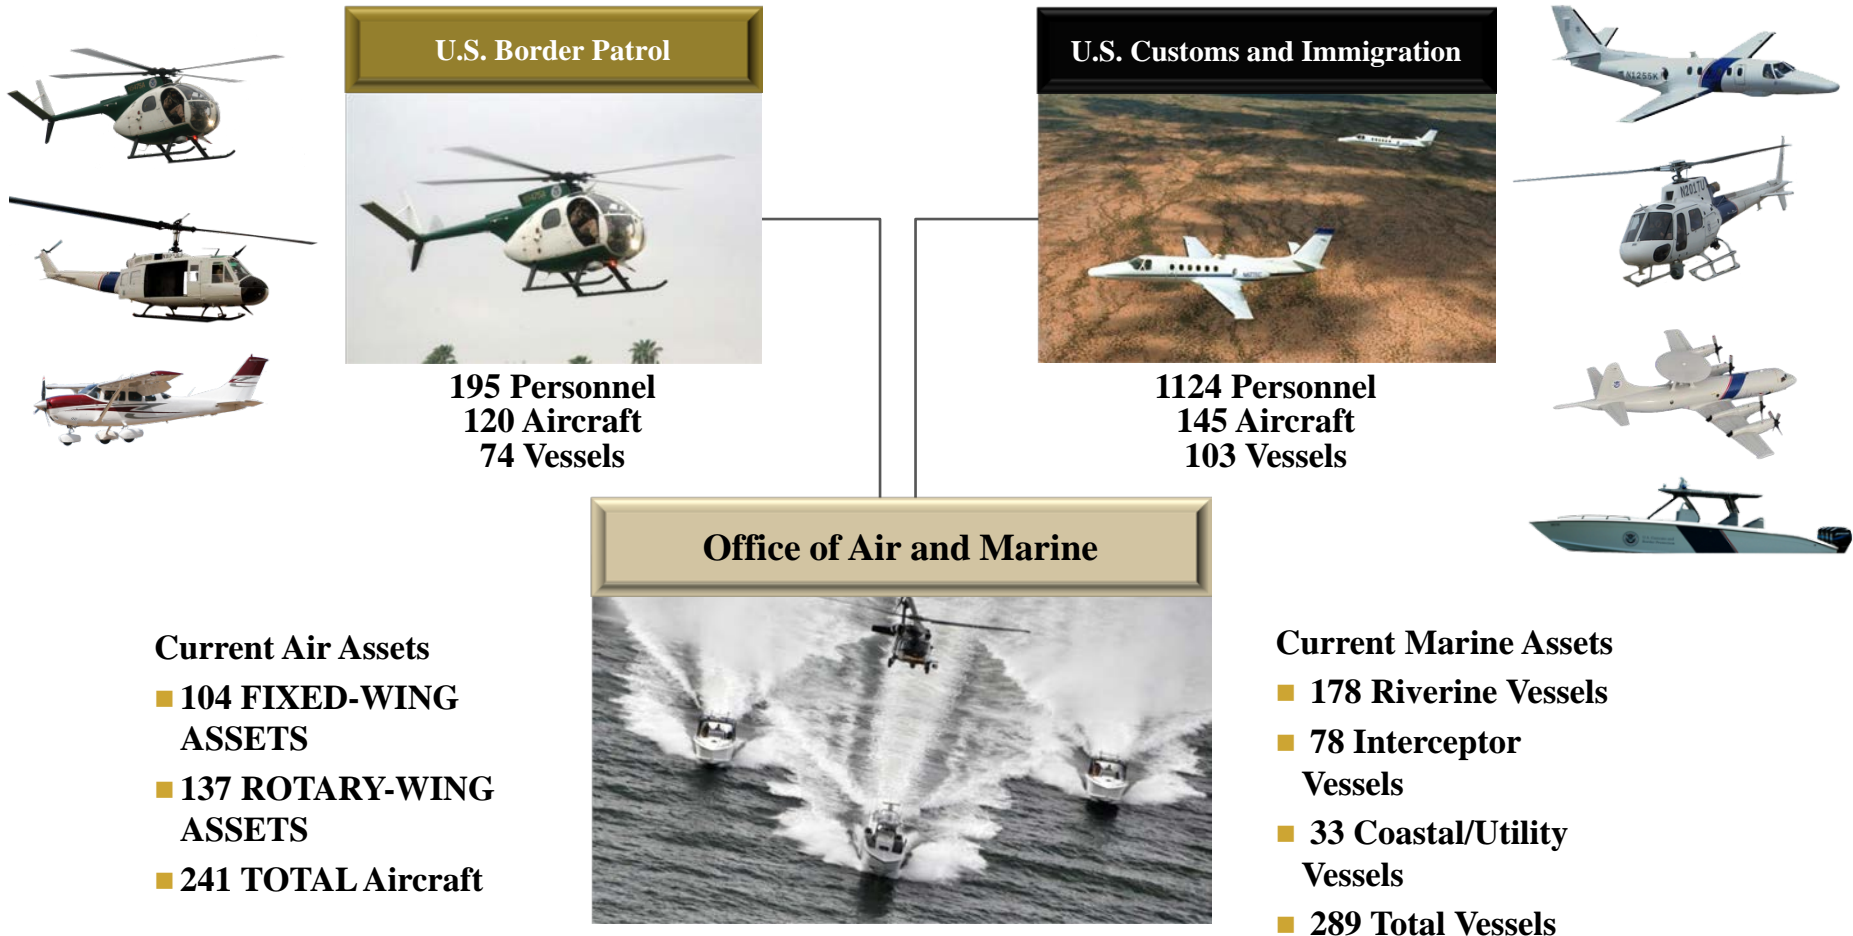 U.S. Border Patrol
U.S. Customs and Immigration
N1255K
N201TU
195 Personnel
120 Aircraft
74 Vessels
1124 Personnel
145 Aircraft
103 Vessels
Office of Air and Marine
Current Air Assets
■ 104 FIXED-WING
ASSETS
■ 137 ROTARY-WING
ASSETS
■ 241 TOTAL Aircraft
Current Marine Assets
■ 178 Riverine Vessels
■ 78 Interceptor
Vessels
■ 33 Coastal/Utility
Vessels
■ 289 Total Vessels